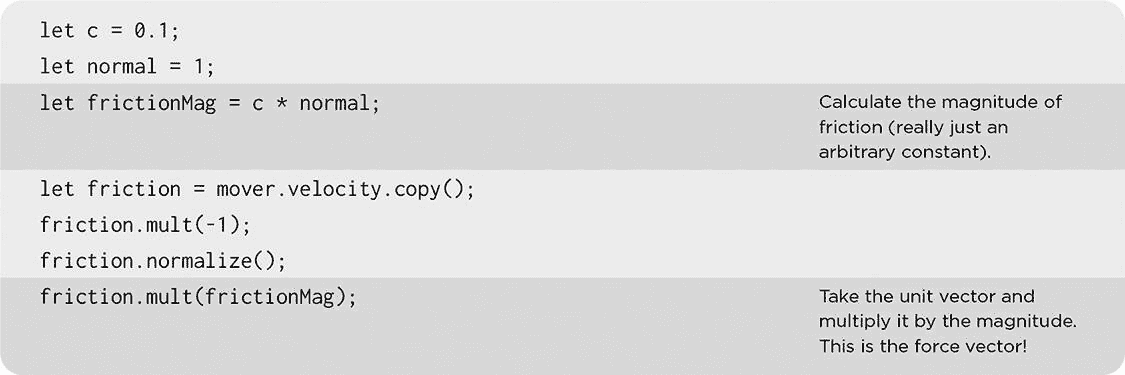 let c = 0.1;
let normal = 1;
let frictionMag = c * normal;
Calculate the magnitude of
friction (really just an
arbitrary constant).
let friction = mover.velocity.copy();
friction.mult(-1);
friction.normalize();
friction.mult(frictionMag);
Take the unit vector and
multiply it by the magnitude.
This is the force vector!